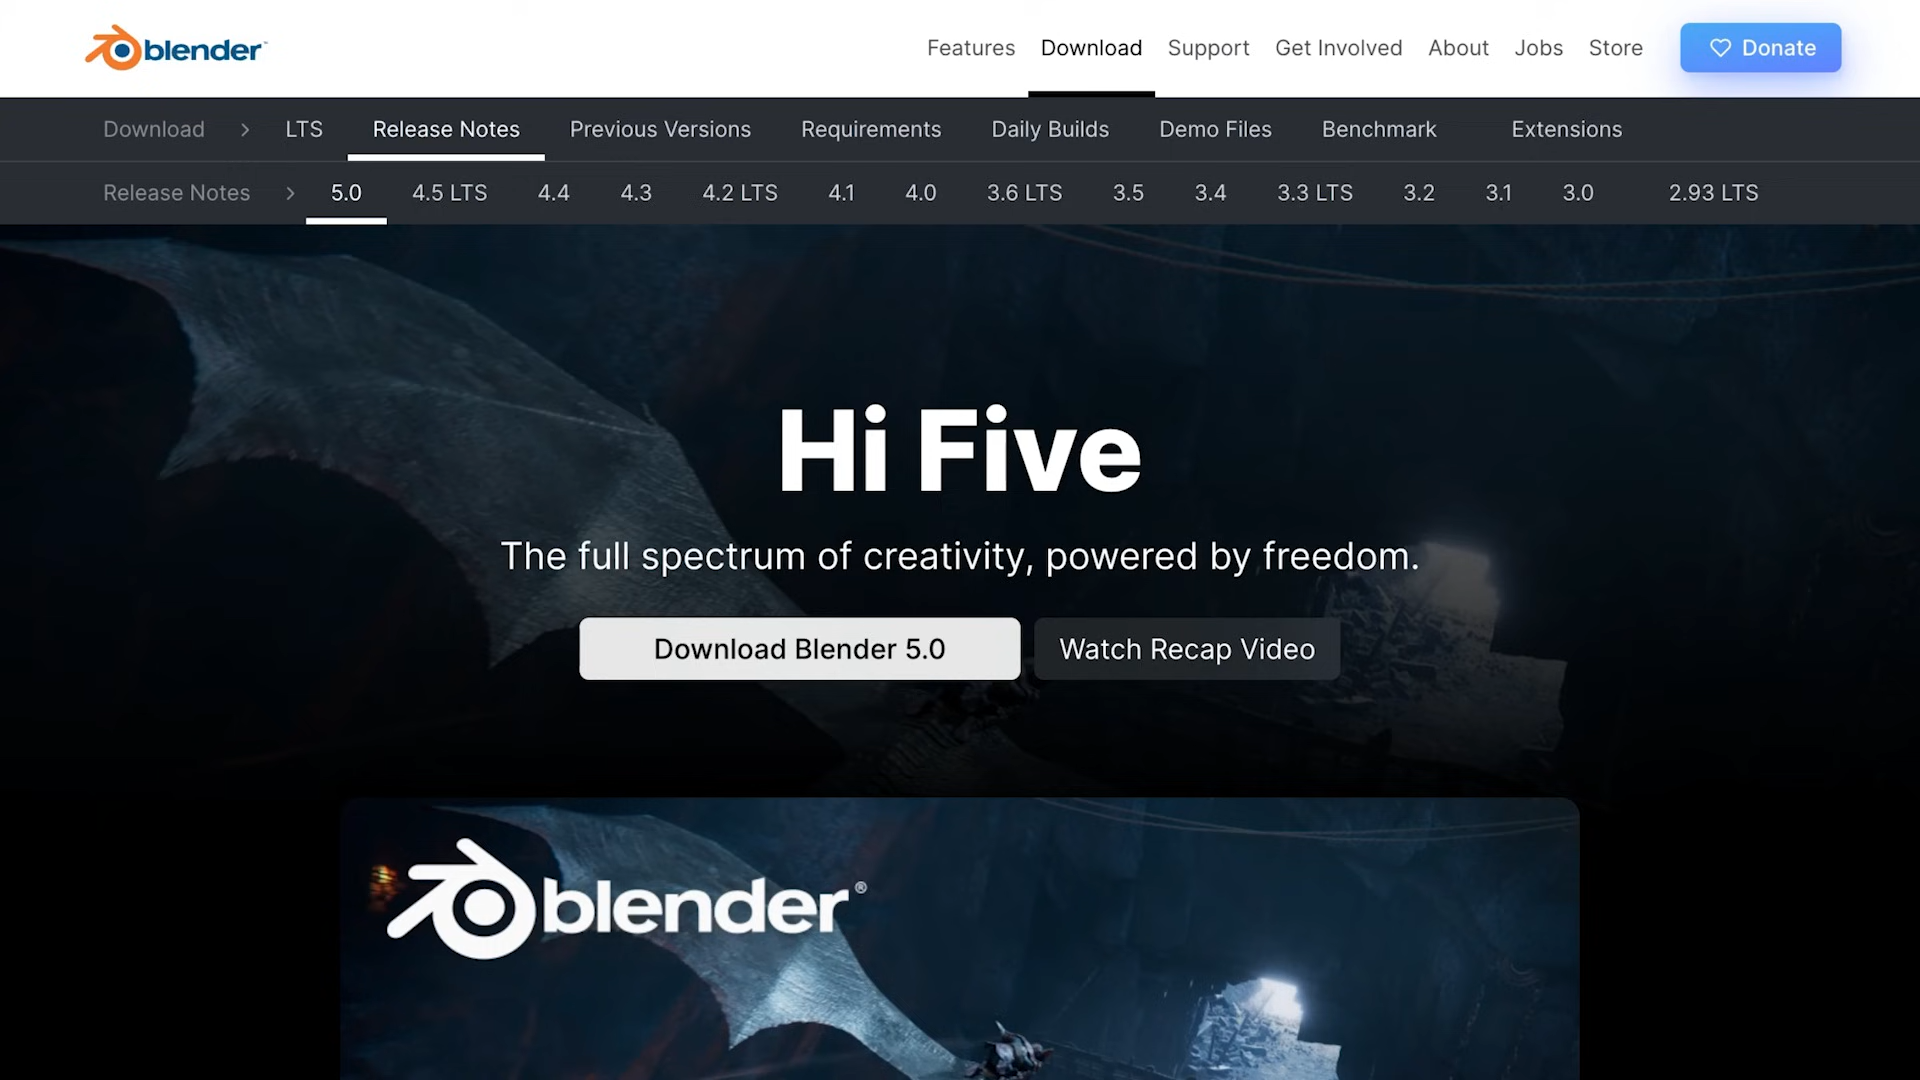 blender™
Features Download Support Get Involved About Jobs Store Donate
Download LTS Release Notes Previous Versions Requirements Daily Builds Demo Files Benchmark Extensions
Release Notes 5.0 4.5 LTS 4.4 4.3 4.2 LTS 4.1 4.0 3.6 LTS 3.5 3.4 3.3 LTS 3.2 3.1 3.0 2.93 LTS
Hi Five
The full spectrum of creativity, powered by freedom.
Download Blender 5.0 Watch Recap Video
blender®